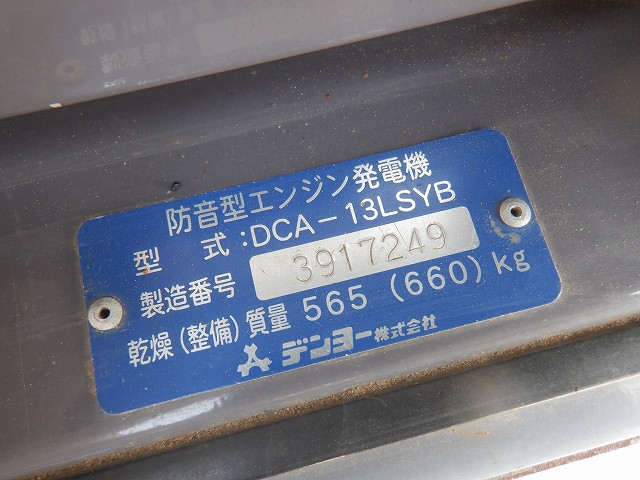 防音型エンジン発電機
型 式:DCA-13LSYB
製造番号 3917249
乾燥(整備)質量 565 (660) kg
デンヨー株式会社